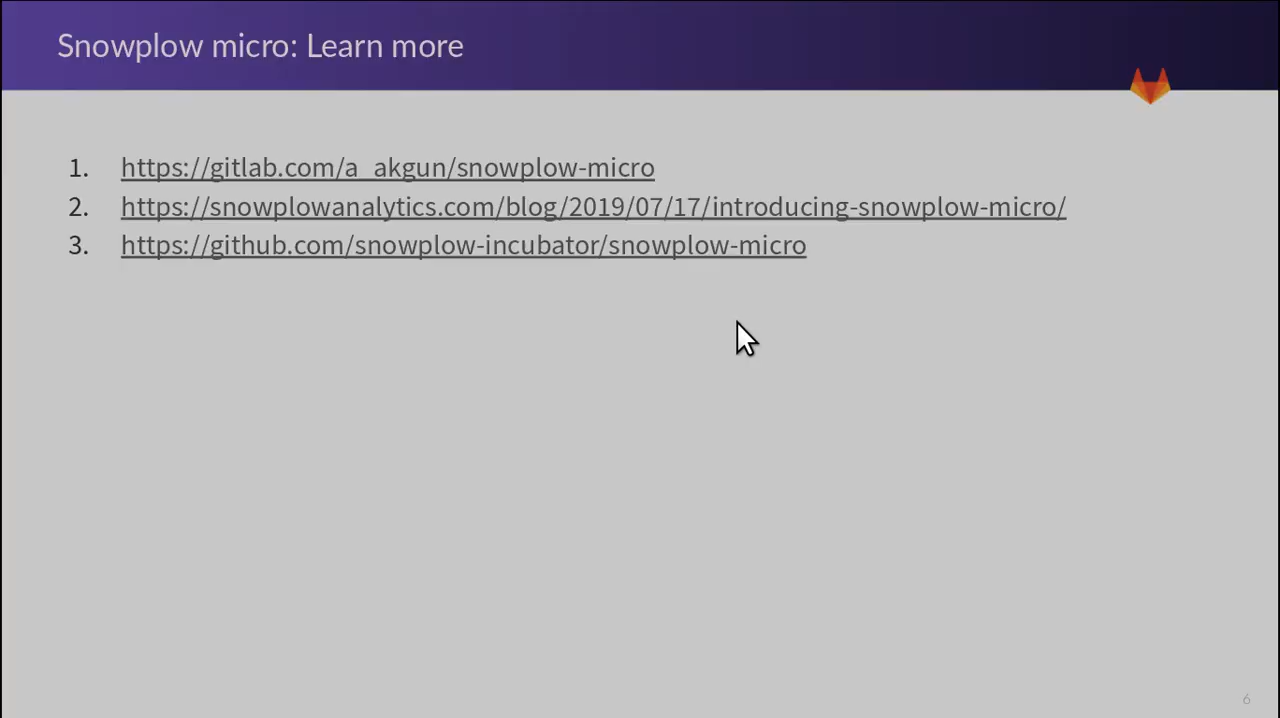 Snowplow micro: Learn more
1. https://gitlab.com/a_akgun/snowplow-micro
2. https://snowplowanalytics.com/blog/2019/07/17/introducing-snowplow-micro/
3. https://github.com/snowplow-incubator/snowplow-micro
6